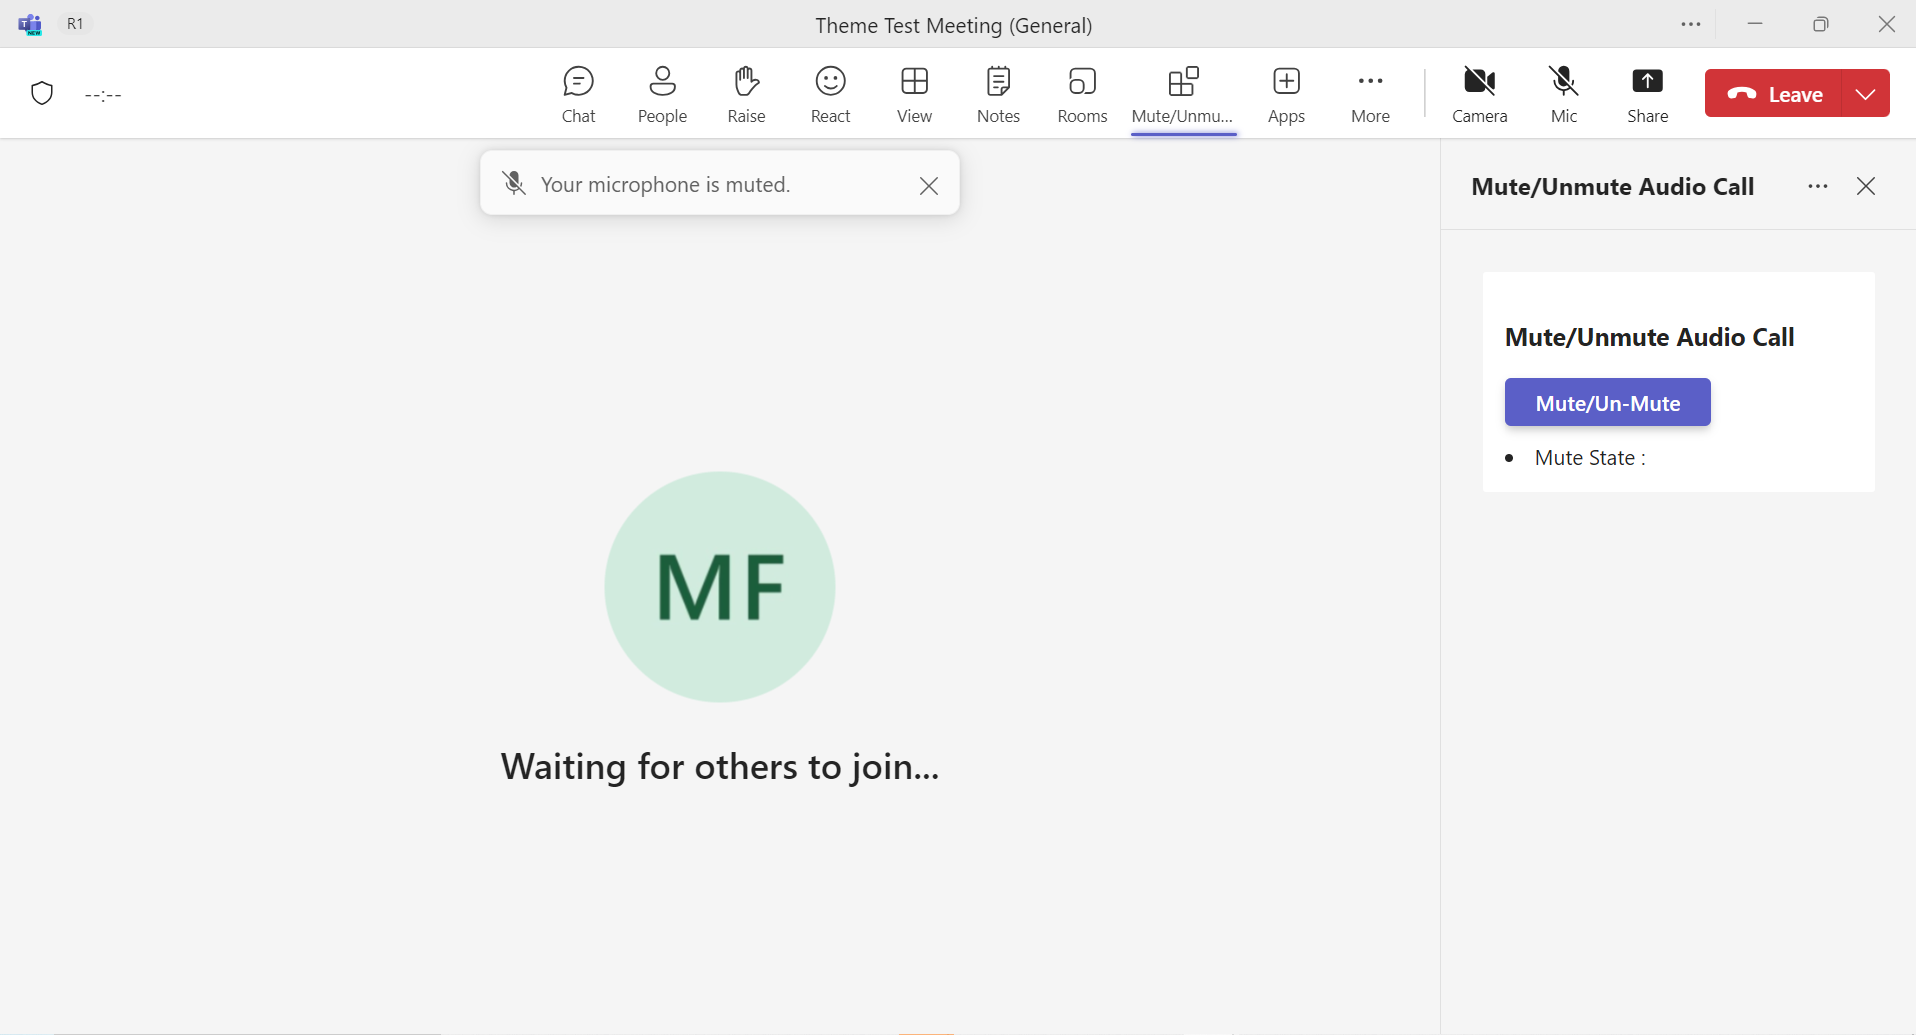 R1
Theme Test Meeting (General)
--:--
Chat
People
Raise
React
View
Notes
Rooms
Mute/Unmu...
Apps
More
Camera
Mic
Share
Leave
Your microphone is muted.
Mute/Unmute Audio Call
Mute/Unmute Audio Call
Mute/Un-Mute
• Mute State :
MF
Waiting for others to join...